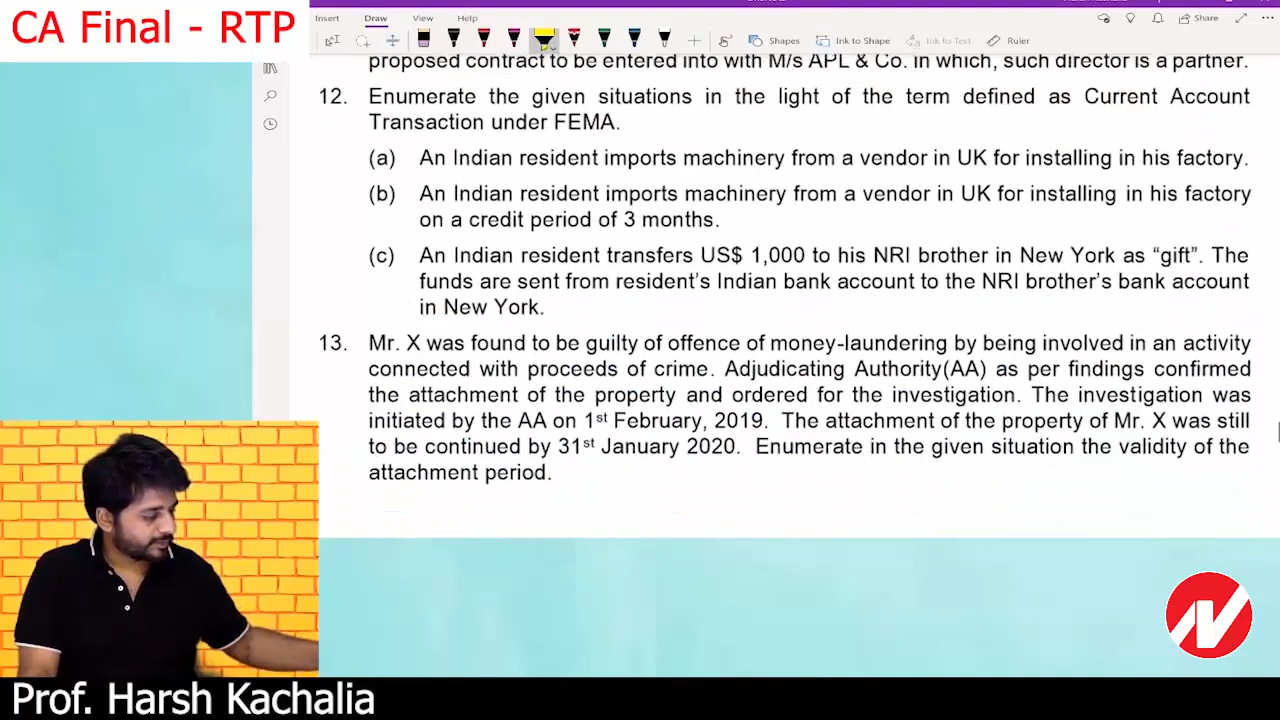 CA Final - RTP
Insert Draw View Help
Share
Shapes Ink to Shape Ink to Text Ruler
proposed contract to be entered into with M/s APL & Co. in which, such director is a partner.
12. Enumerate the given situations in the light of the term defined as Current Account
Transaction under FEMA.
(a) An Indian resident imports machinery from a vendor in UK for installing in his factory.
(b) An Indian resident imports machinery from a vendor in UK for installing in his factory
on a credit period of 3 months.
(c) An Indian resident transfers US$ 1,000 to his NRI brother in New York as “gift”. The
funds are sent from resident’s Indian bank account to the NRI brother’s bank account
in New York.
13. Mr. X was found to be guilty of offence of money-laundering by being involved in an activity
connected with proceeds of crime. Adjudicating Authority(AA) as per findings confirmed
the attachment of the property and ordered for the investigation. The investigation was
initiated by the AA on 1st February, 2019. The attachment of the property of Mr. X was still
to be continued by 31st January 2020. Enumerate in the given situation the validity of the
attachment period.
Prof. Harsh Kachalia